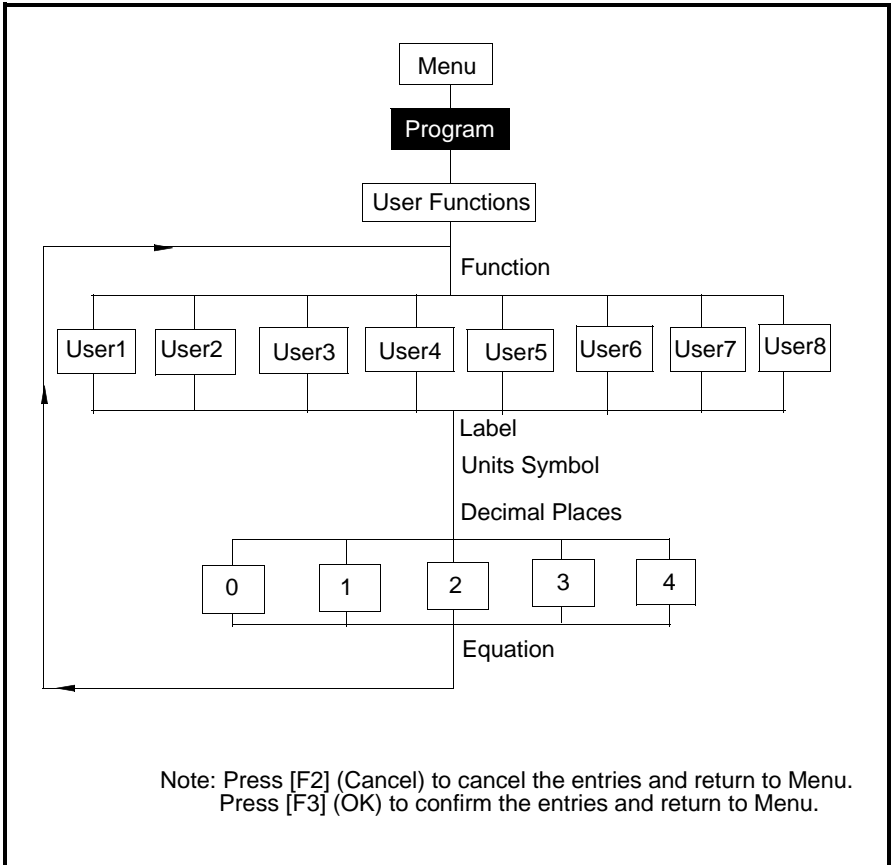 Menu
Program
User Functions
Function
User1 User2 User3 User4 User5 User6 User7 User8
Label
Units Symbol
Decimal Places
0 1 2 3 4
Equation
Note: Press [F2] (Cancel) to cancel the entries and return to Menu.
Press [F3] (OK) to confirm the entries and return to Menu.